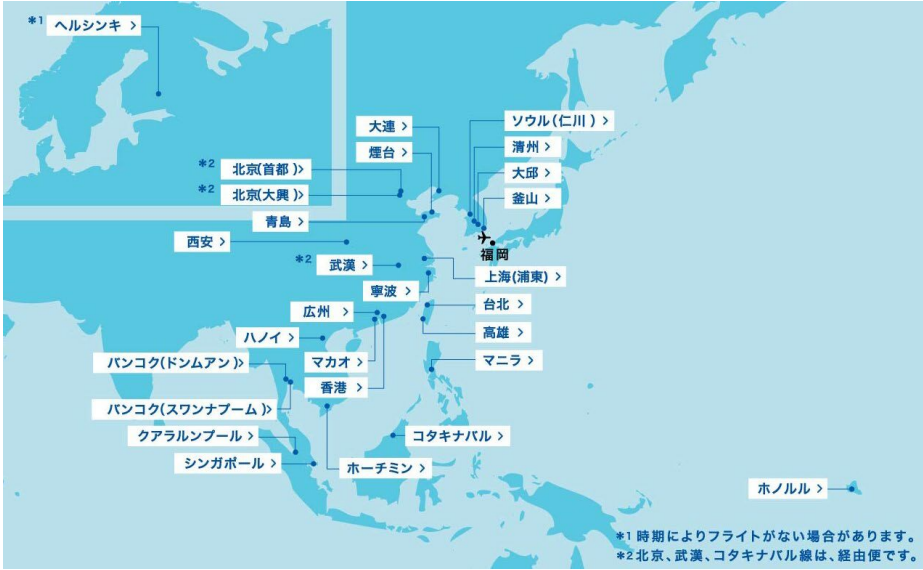 *1 ヘルシンキ >
大連 >
ソウル(仁川) >
煙台 >
清州 >
*2 北京(首都)>
大邱 >
*2 北京(大興)>
釜山 >
青島 >
西安 >
福岡
*2 武漢 >
上海(浦東) >
寧波 >
台北 >
広州 >
高雄 >
ハノイ >
マカオ >
マニラ >
バンコク(ドンムアン)>
香港 >
バンコク(スワンナプーム)>
クアラルンプール >
コタキナバル >
シンガポール >
ホーチミン >
ホノルル >
*1 時期によりフライトがない場合があります。
*2 北京、武漢、コタキナバル線は、経由便です。